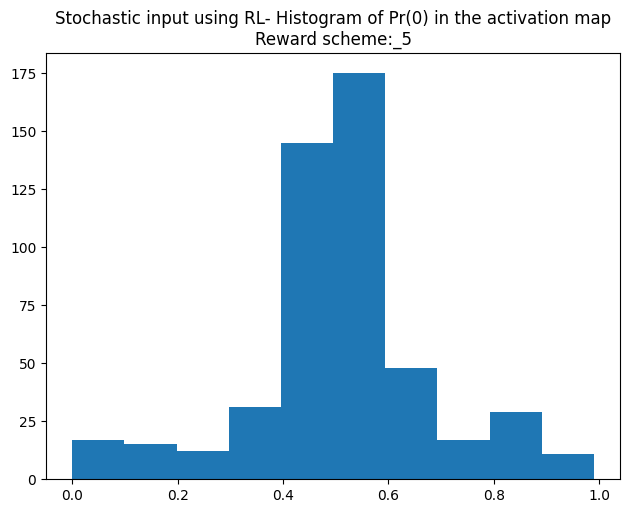 Stochastic input using RL- Histogram of Pr(0) in the activation map
Reward scheme:_5
175
150
125
100
75
50
25
0
0.0 0.2 0.4 0.6 0.8 1.0